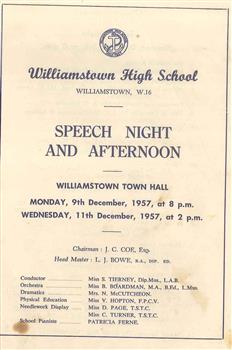 Williamstown High School
WILLIAMSTOWN, W.16
SPEECH NIGHT
AND AFTERNOON
WILLIAMSTOWN TOWN HALL
MONDAY, 9th December, 1957, at 8 p.m.
WEDNESDAY, 11th December, 1957, at 2 p.m.
Chairman : J. C. COE, Esq.
Head Master : L. J. BOWE, B.A., DIP. ED.
Conductor Miss S. TIERNEY, Dip.Mus., L.A.B.
Orchestra Miss B. BOARDMAN, M.A., B.Ed., L.Mus.
Dramatics Mrs. N. McCUTCHEON.
Physical Education Miss V. HOPTON, F.P.C.V.
Needlework Display Miss D. PAGE, T.S.T.C.
Miss C. TURNER, T.S.T.C.
School Pianiste PATRICIA FERNE.